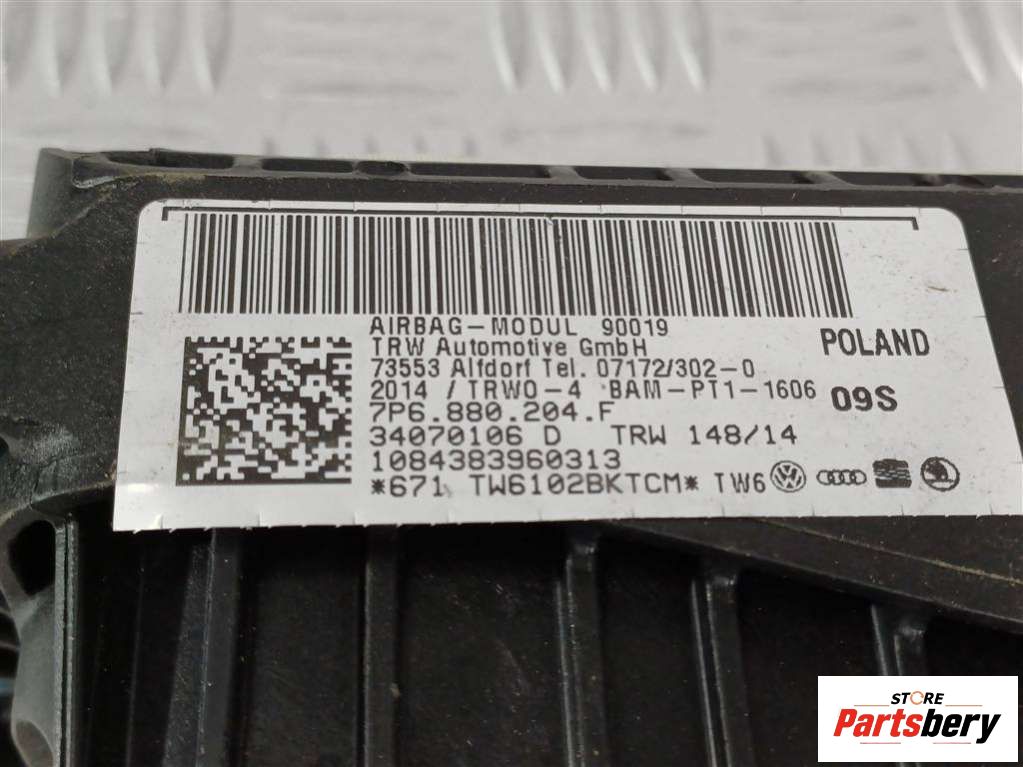 AIRBAG-MODUL 90019
TRW Automotive GmbH
POLAND
73553 Alfdorf Tel. 07172/302-0
2014 / TRWO-4 BAM-PT1-1606
09S
7P6.880.204.F
34070106 D TRW 148/14
1084383960313
*671 TW6102BKTCM* TW6
STORE
Partsbery